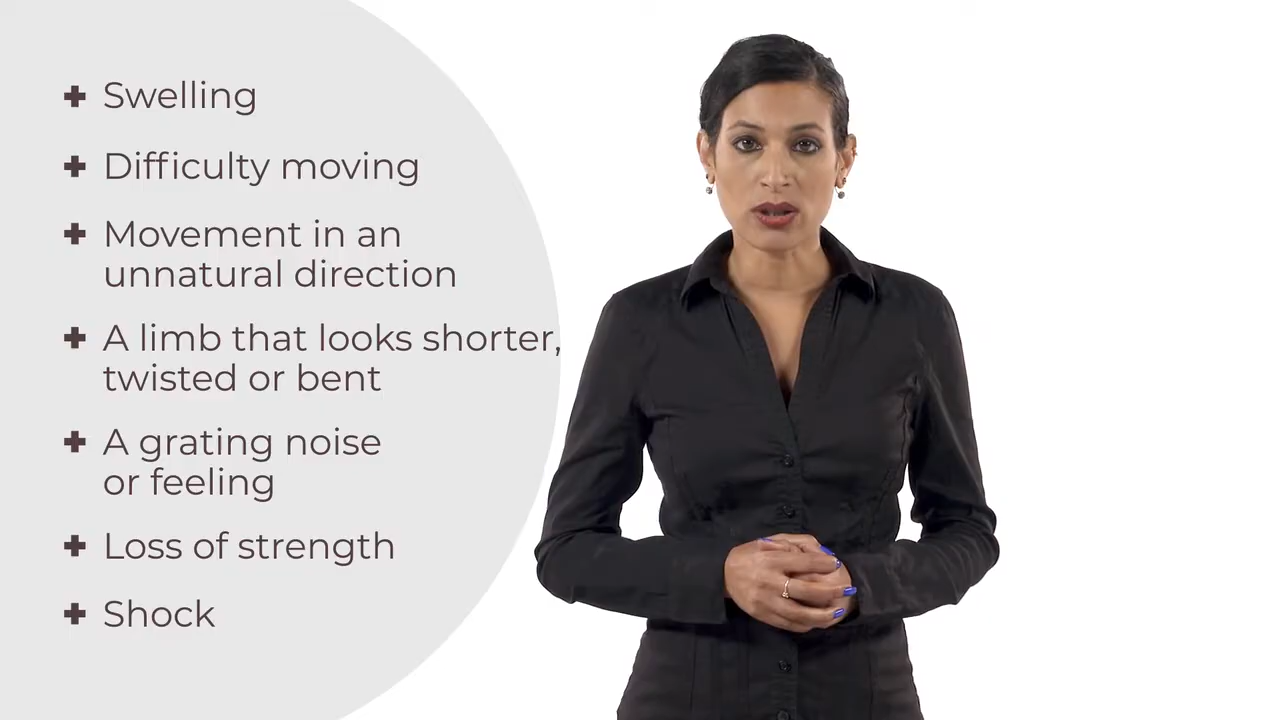 Swelling
Difficulty moving
Movement in an
unnatural direction
A limb that looks shorter,
twisted or bent
A grating noise
or feeling
Loss of strength
Shock